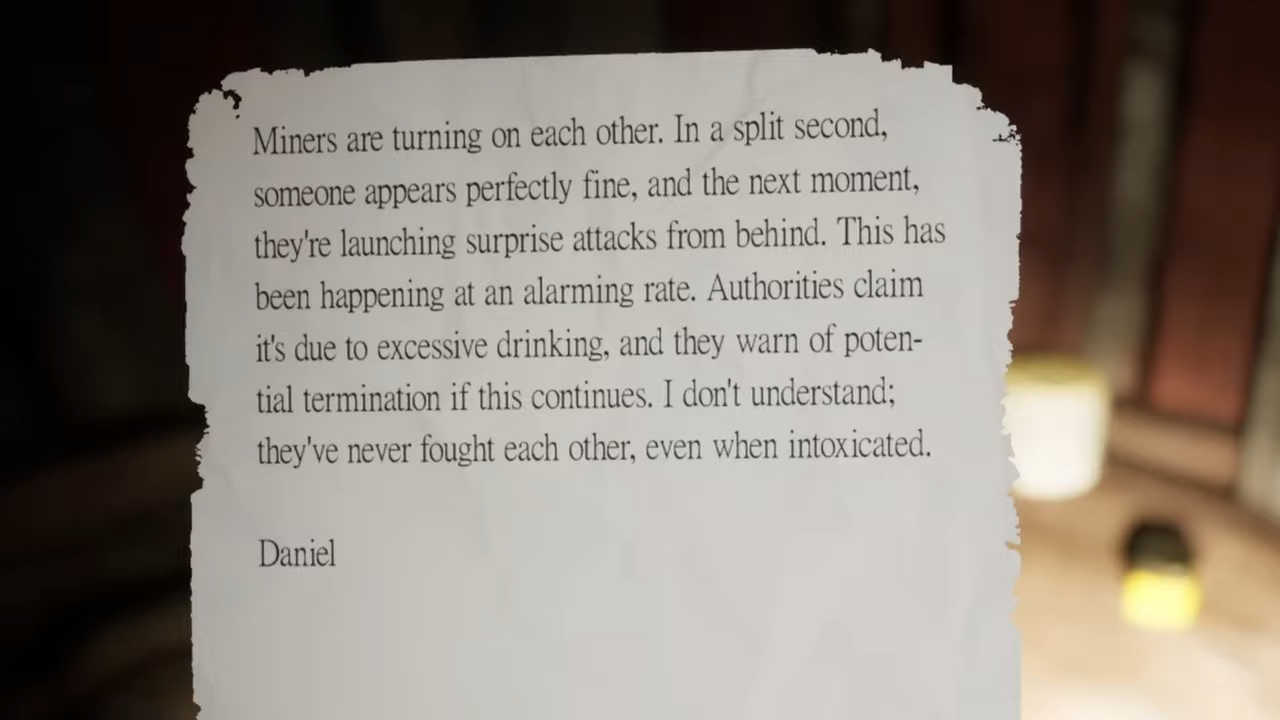 Miners are turning on each other. In a split second,
someone appears perfectly fine, and the next moment,
they're launching surprise attacks from behind. This has
been happening at an alarming rate. Authorities claim
it's due to excessive drinking, and they warn of poten-
tial termination if this continues. I don't understand;
they've never fought each other, even when intoxicated.
Daniel